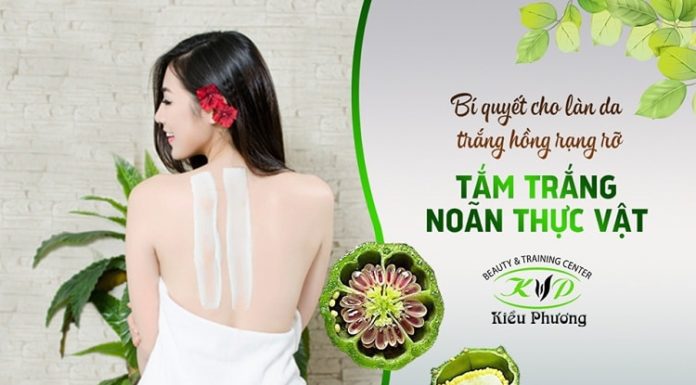 Bí quyết cho làn da
trắng hồng rạng rỡ
TẮM TRẮNG
NOÃN THỰC VẬT
BEAUTY & TRAINING CENTER
KP
Kiều Phương